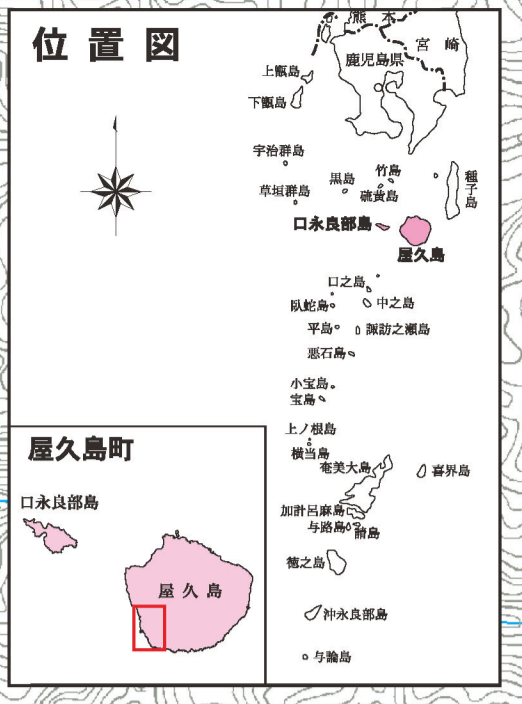 位置図
熊本
宮崎
鹿児島県
上甑島
下甑島
宇治群島
草垣群島
黒島
竹島
硫黄島
種子島
口永良部島
屋久島
口之島
臥蛇島
中之島
平島
諏訪之瀬島
悪石島
小宝島
宝島
上ノ根島
横当島
奄美大島
喜界島
加計呂麻島
与路島
請島
徳之島
沖永良部島
与論島
屋久島町
口永良部島
屋久島